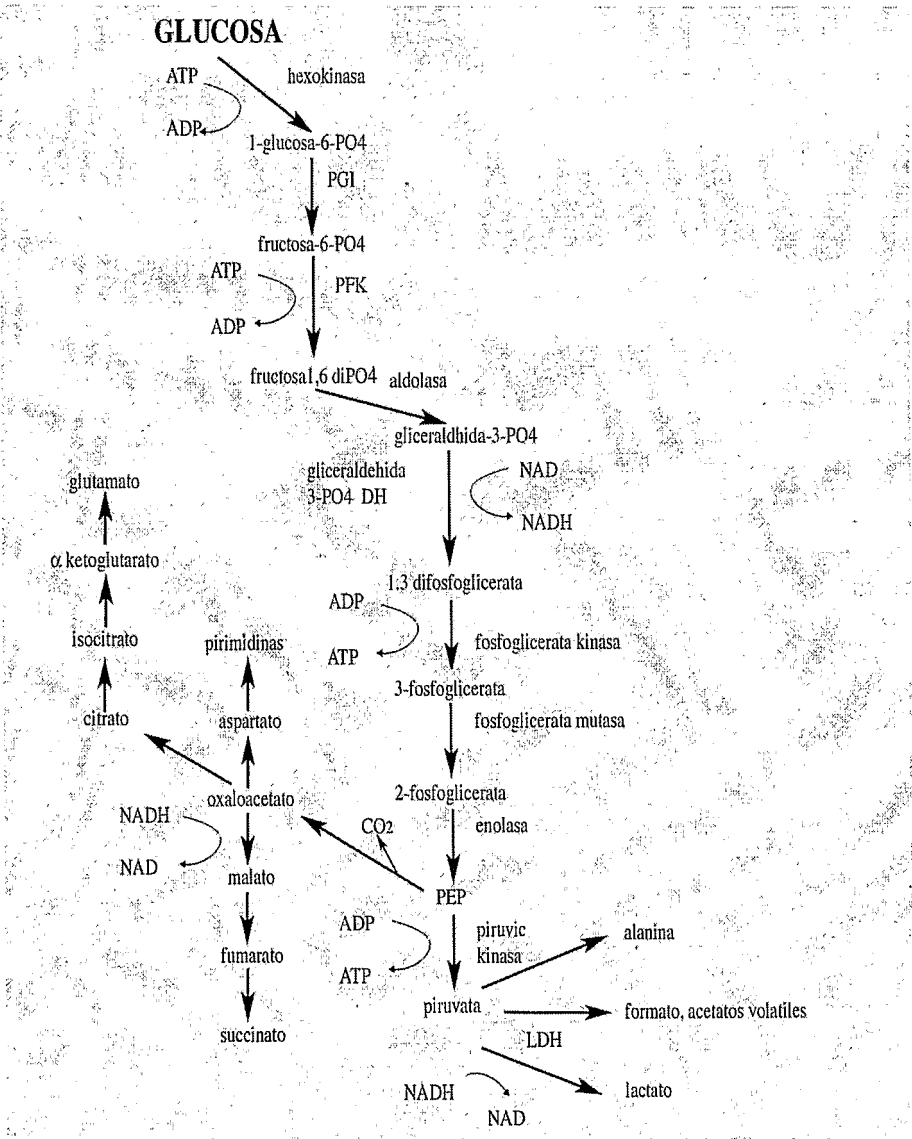 GLUCOSA
ATP
hexokinasa
ADP
1-glucosa-6-PO4
PGI
fructosa-6-PO4
ATP
PFK
ADP
fructosa1,6 diPO4
aldolasa
gliceraldhida-3-PO4
gliceraldehida
3-PO4 DH
NAD
NADH
glutamato
α ketoglutarato
isocitrato
citrato
pirimidinas
aspartato
oxaloacetato
1,3 difosfoglicerata
ADP
ATP
fosfoglicerata kinasa
3-fosfoglicerata
fosfoglicerata mutasa
2-fosfoglicerata
enolasa
CO2
NADH
NAD
malato
fumarato
succinato
PEP
ADP
ATP
piruvic
kinasa
piruvata
alanina
formato, acetatos volatiles
LDH
lactato
NADH
NAD